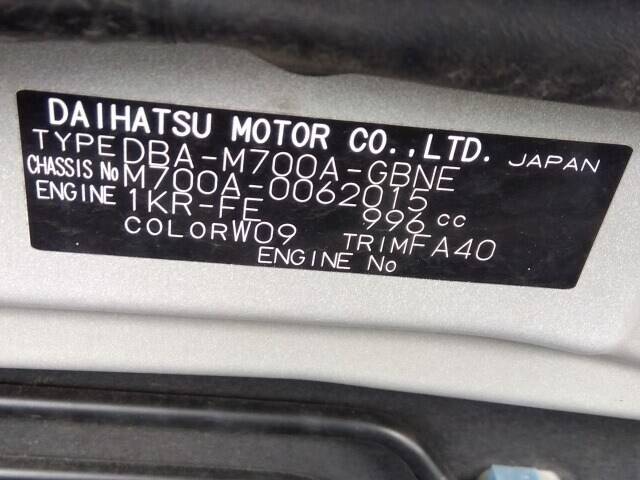 DAIHATSU MOTOR CO.,LTD. JAPAN
TYPE DBA-M700A-GBNE
CHASSIS No M700A-0062015
ENGINE 1KR-FE 996 cc
COLOR W09 TRIM FA40
ENGINE No